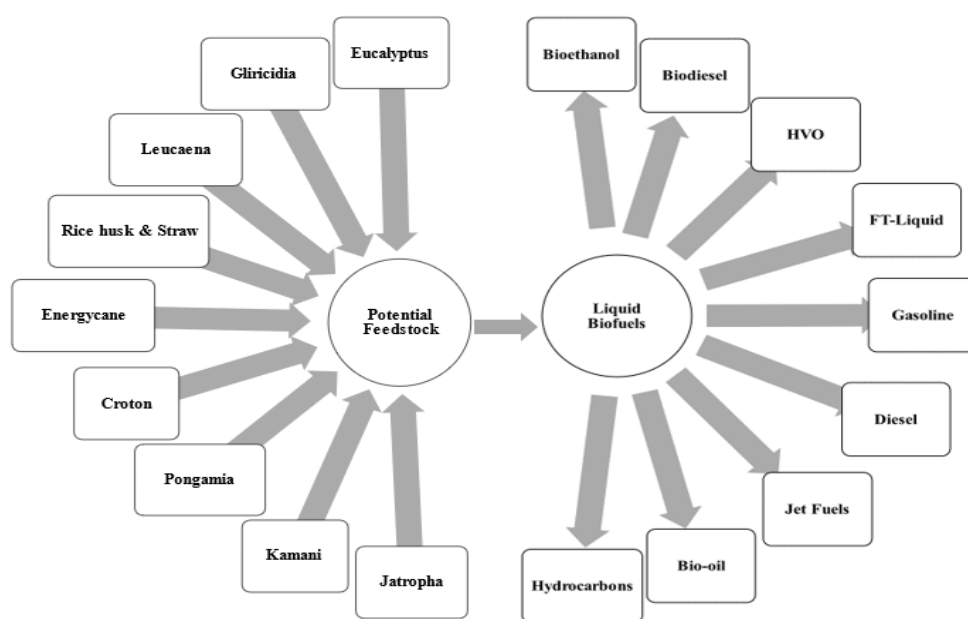 Eucalyptus
Gliricidia
Leucaena
Rice husk & Straw
Energycane
Croton
Pongamia
Kamani
Jatropha
Potential
Feedstock
Liquid
Biofuels
Bioethanol
Biodiesel
HVO
FT-Liquid
Gasoline
Diesel
Jet Fuels
Bio-oil
Hydrocarbons